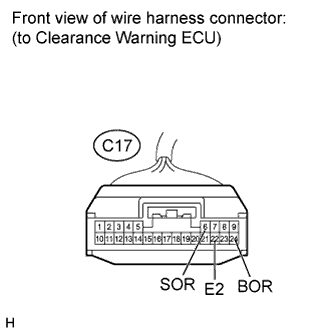 Front view of wire harness connector:
(to Clearance Warning ECU)
C17
1 2 3 4 5 6 7 8 9
10 11 12 13 14 15 16 17 18 19 20 21 22 23 24
SOR E2 BOR
H